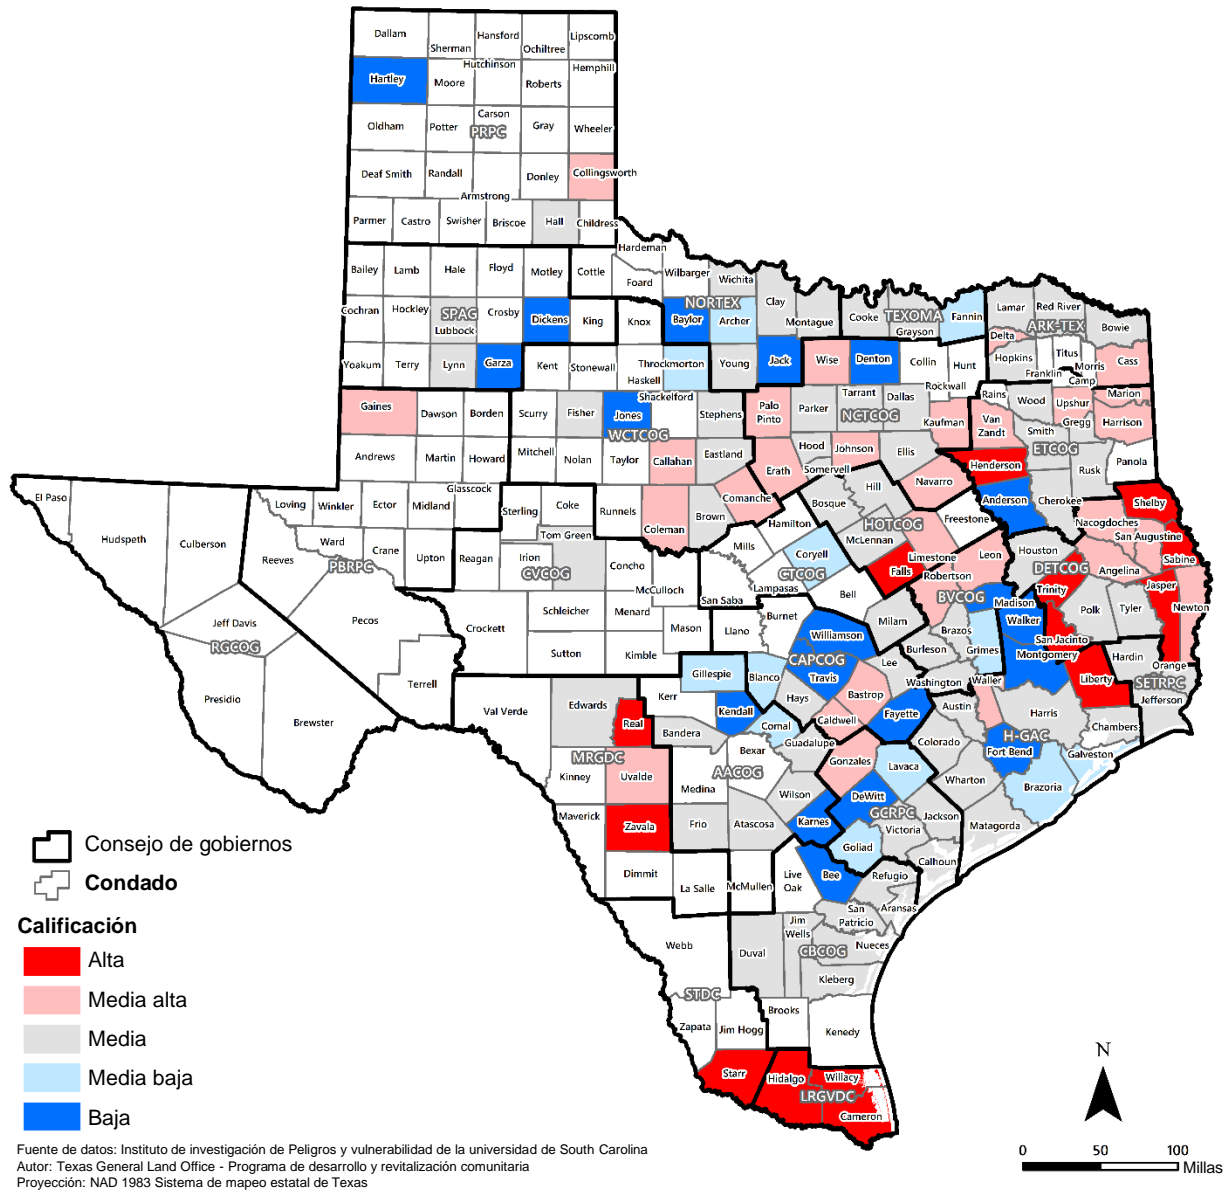 Dallam
Sherman
Hansford
Ochiltree
Lipscomb
Hartley
Moore
Hutchinson
Roberts
Hemphill
Oldham
Potter
Carson
PRPC
Gray
Wheeler
Deaf Smith
Randall
Armstrong
Donley
Collingsworth
Parmer
Castro
Swisher
Briscoe
Hall
Childress
Bailey
Lamb
Hale
Floyd
Motley
Cottle
Hardeman
Foard
Wilbarger
Wichita
Clay
Montague
Cooke
TEXOMA
Grayson
Fannin
Lamar
Red River
ARK-TEX
Bowie
Cochran
Hockley
SPAG
Lubbock
Crosby
Dickens
King
Knox
NORTEX
Baylor
Archer
Delta
Hopkins
Titus
Franklin
Morris
Camp
Cass
Yoakum
Terry
Lynn
Garza
Kent
Stonewall
Haskell
Throckmorton
Young
Jack
Wise
Denton
Collin
Hunt
Rockwall
Rains
Wood
Upshur
Marion
Gaines
Dawson
Borden
Scurry
Fisher
Jones
Shackelford
WCTCOG
Stephens
Palo
Pinto
Parker
Tarrant
NCTCOG
Dallas
Kaufman
Van
Zandt
Smith
Gregg
Harrison
ETCOG
Andrews
Martin
Howard
Mitchell
Nolan
Taylor
Callahan
Eastland
Erath
Hood
Somervell
Johnson
Ellis
Navarro
Henderson
Rusk
Panola
El Paso
Hudspeth
Culberson
Loving
Winkler
Ector
Midland
Glasscock
Sterling
Coke
Runnels
Coleman
Brown
Comanche
Hamilton
Bosque
Hill
Freestone
Anderson
Cherokee
Shelby
Nacogdoches
San Augustine
Sabine
Reeves
Ward
Crane
Upton
Reagan
PBRPC
Tom Green
Irion
CVCOG
Concho
McCulloch
Mills
San Saba
Lampasas
Coryell
CTCOG
HOTCOG
McLennan
Limestone
Falls
Leon
Robertson
Houston
DETCOG
Angelina
Trinity
Jasper
Newton
Jeff Davis
RGCOG
Pecos
Crockett
Schleicher
Menard
Mason
Sutton
Kimble
Llano
Burnet
Bell
Milam
BVCOG
Brazos
Madison
Walker
Grimes
San Jacinto
Polk
Tyler
Presidio
Brewster
Terrell
Val Verde
Edwards
Real
Kerr
Gillespie
Blanco
Williamson
CAPCOG
Travis
Lee
Burleson
Washington
Montgomery
Liberty
Hardin
Orange
SETRPC
Jefferson
Kendall
Hays
Bastrop
Fayette
Austin
Waller
Harris
Chambers
H-GAC
Galveston
Bandera
Comal
Caldwell
Guadalupe
Bexar
AACOG
Gonzales
Lavaca
Colorado
Fort Bend
Brazoria
Kinney
MRGDC
Uvalde
Medina
Wilson
DeWitt
Wharton
Matagorda
Maverick
Zavala
Frio
Atascosa
Karnes
GCRPC
Victoria
Jackson
Goliad
Calhoun
Dimmit
La Salle
McMullen
Live
Oak
Bee
Refugio
San
Patricio
Aransas
Webb
Duval
Jim
Wells
CBCOG
Nueces
Kleberg
STDC
Zapata
Jim Hogg
Brooks
Kenedy
Starr
Hidalgo
Willacy
LRGVDC
Cameron
Consejo de gobiernos
Condado
Calificación
Alta
Media alta
Media
Media baja
Baja
N
0 50 100
Millas
Fuente de datos: Instituto de investigación de Peligros y vulnerabilidad de la universidad de South Carolina
Autor: Texas General Land Office - Programa de desarrollo y revitalización comunitaria
Proyección: NAD 1983 Sistema de mapeo estatal de Texas